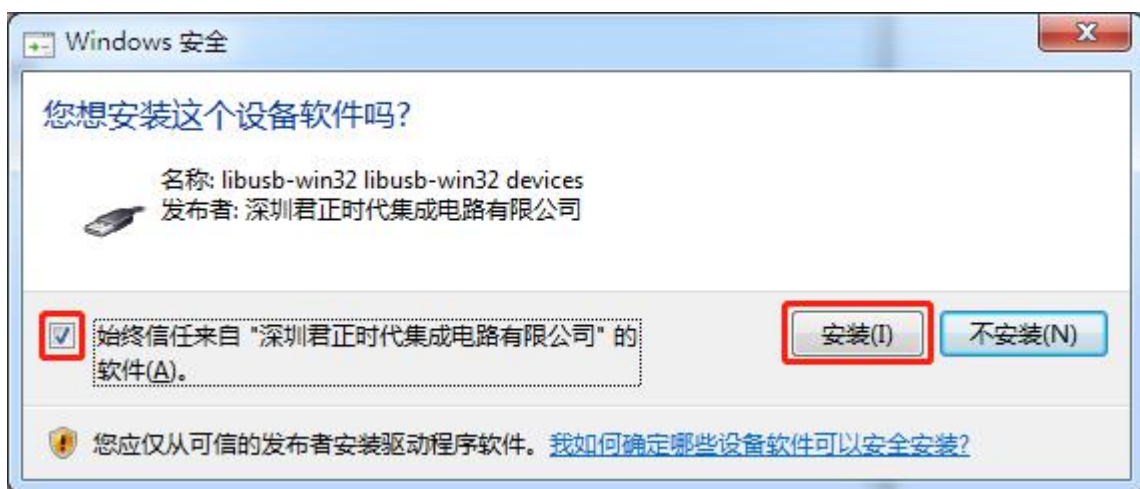 Windows 安全
您想安装这个设备软件吗?
名称: libusb-win32 libusb-win32 devices
发布者: 深圳君正时代集成电路有限公司
始终信任来自 "深圳君正时代集成电路有限公司" 的
软件(A)。
安装(I)
不安装(N)
您应仅从可信的发布者安装驱动程序软件。我如何确定哪些设备软件可以安全安装?